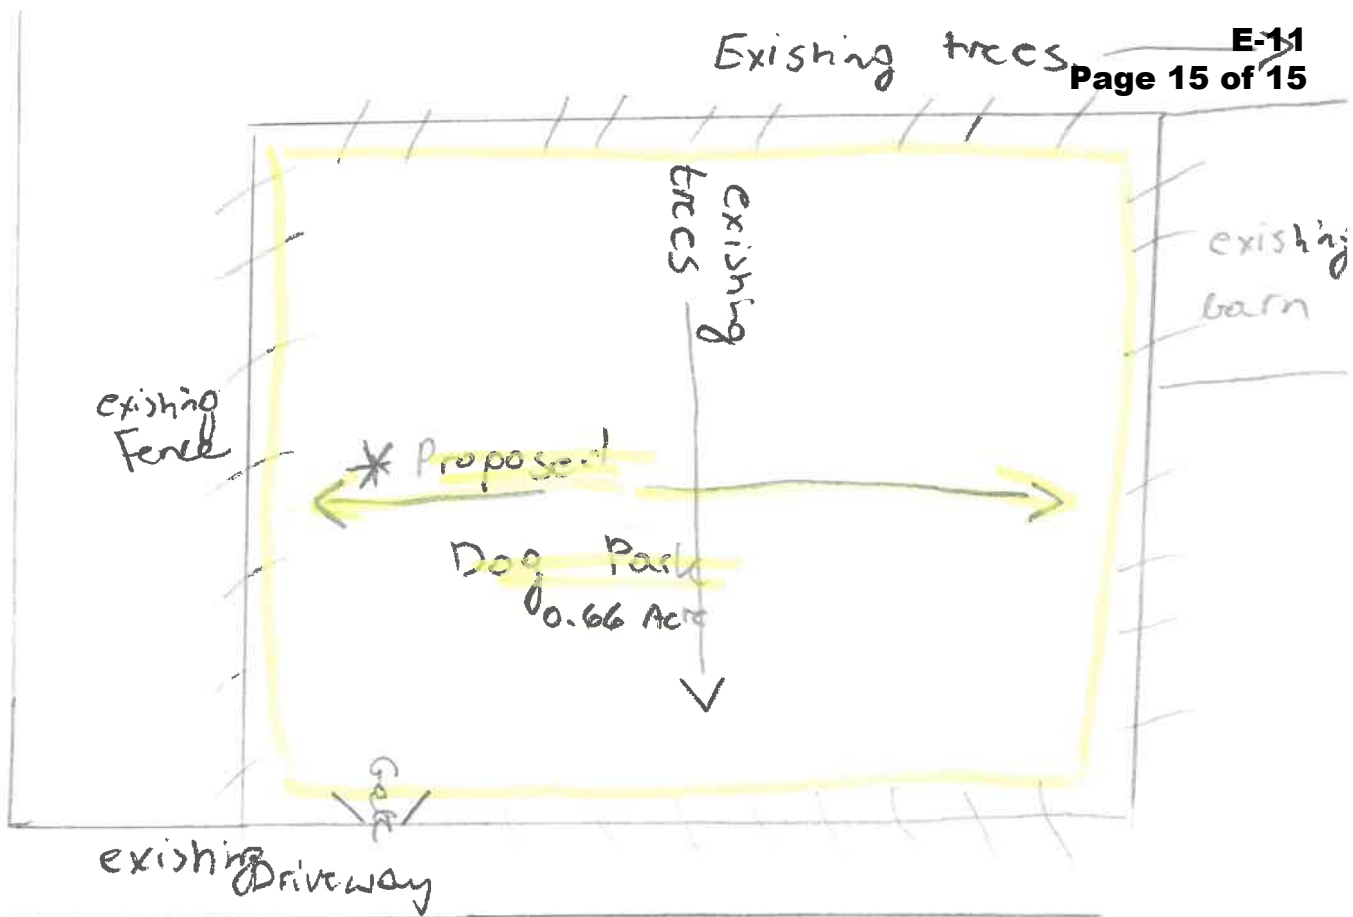 Existing trees
E-11
Page 15 of 15
existing
trees
existing
barn
existing
Fence
* Proposed
Dog Park
0.66 Acre
Gate
existing Driveway